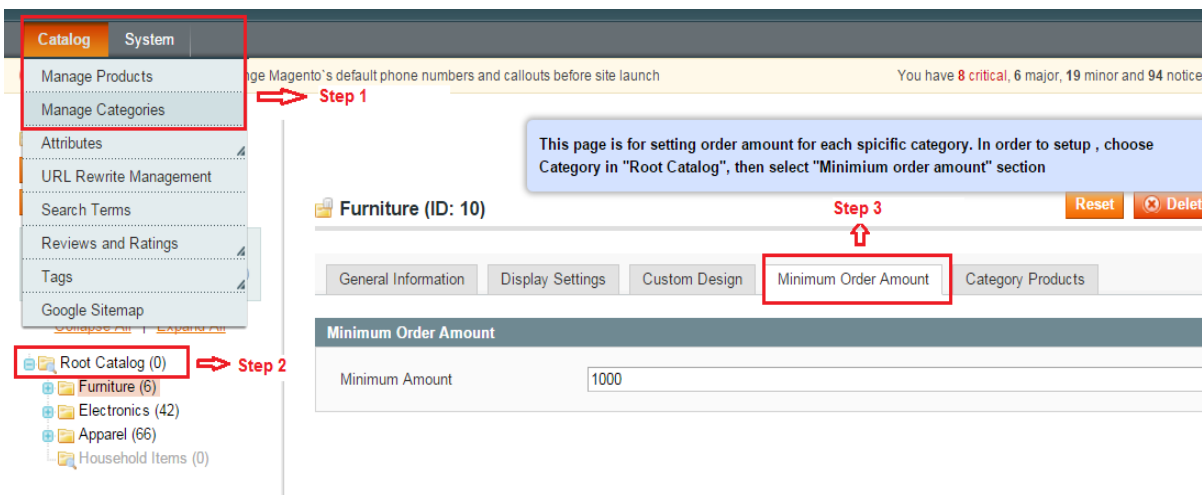 Catalog System
Manage Products
nge Magento`s default phone numbers and callouts before site launch
You have 8 critical, 6 major, 19 minor and 94 notice
Step 1
Manage Categories
Attributes
URL Rewrite Management
Search Terms
Reviews and Ratings
Tags
Google Sitemap
Collapse All | Expand All
This page is for setting order amount for each spicific category. In order to setup , choose
Category in "Root Catalog", then select "Minimium order amount" section
Furniture (ID: 10)
Step 3
Reset Delet
General Information Display Settings Custom Design Minimum Order Amount Category Products
Minimum Order Amount
Minimum Amount 1000
Root Catalog (0)
Step 2
Furniture (6)
Electronics (42)
Apparel (66)
Household Items (0)